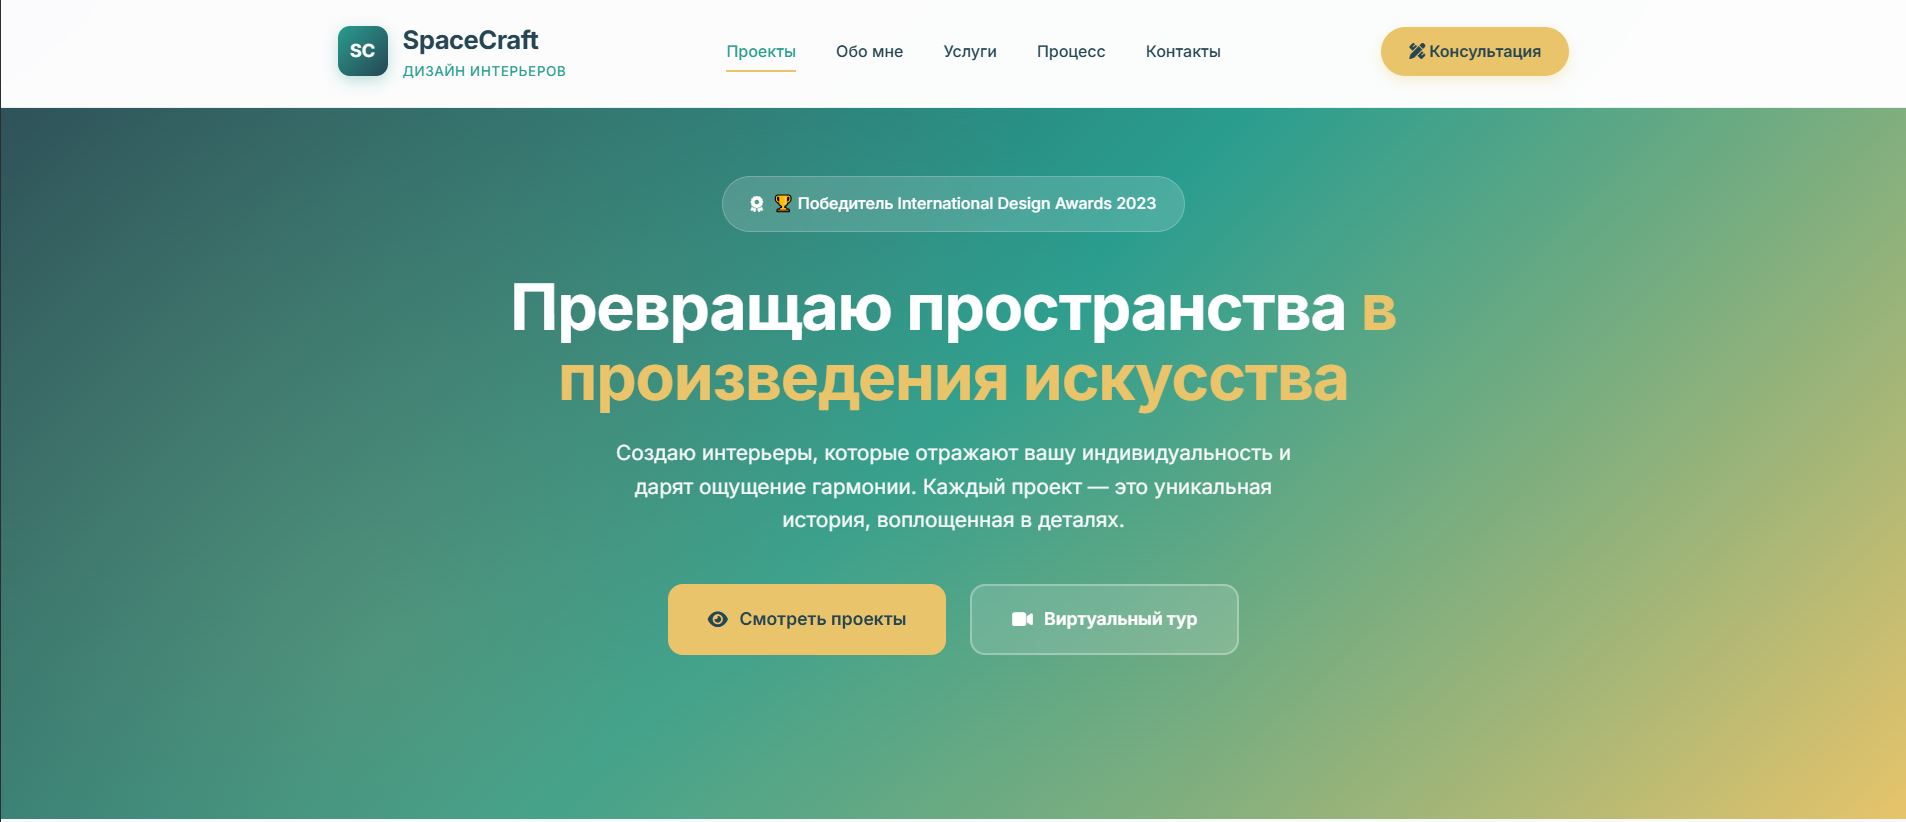 SC
SpaceCraft
ДИЗАЙН ИНТЕРЬЕРОВ
Проекты
Обо мне
Услуги
Процесс
Контакты
Консультация
🏆 Победитель International Design Awards 2023
Превращаю пространства в
произведения искусства
Создаю интерьеры, которые отражают вашу индивидуальность и
дарят ощущение гармонии. Каждый проект — это уникальная
история, воплощенная в деталях.
Смотреть проекты
Виртуальный тур